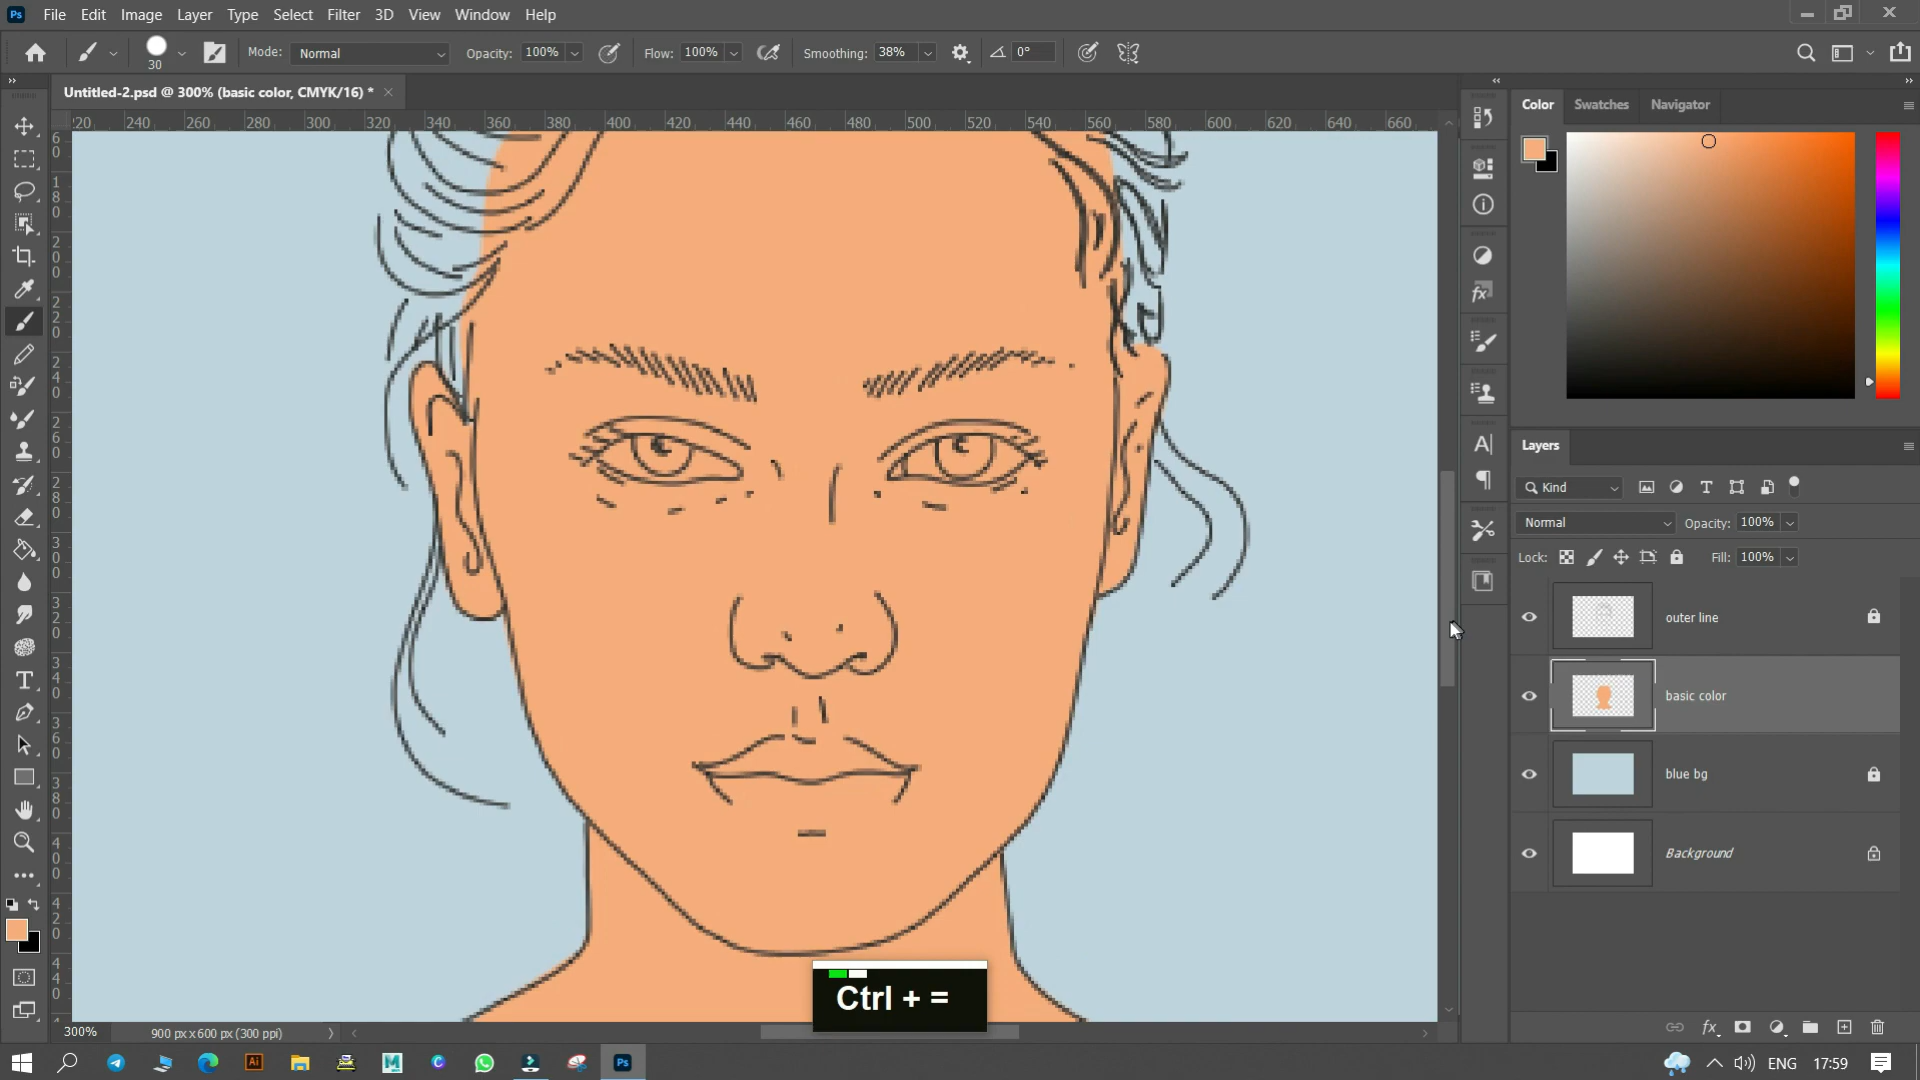 Ps File Edit Image Layer Type Select Filter 3D View Window Help
30 Mode: Normal Opacity: 100% Flow: 100% Smoothing: 38% 0°
Untitled-2.psd @ 300% (basic color, CMYK/16) * ×
220 240 260 280 300 320 340 360 380 400 420 440 460 480 500 520 540 560 580 600 620 640 660
Color Swatches Navigator
Layers
Kind
Normal Opacity: 100%
Lock: Fill: 100%
outer line
basic color
blue bg
Background
Ctrl + =
300% 900 px x 600 px (300 ppi)
Ai M C Ps ENG 17:59